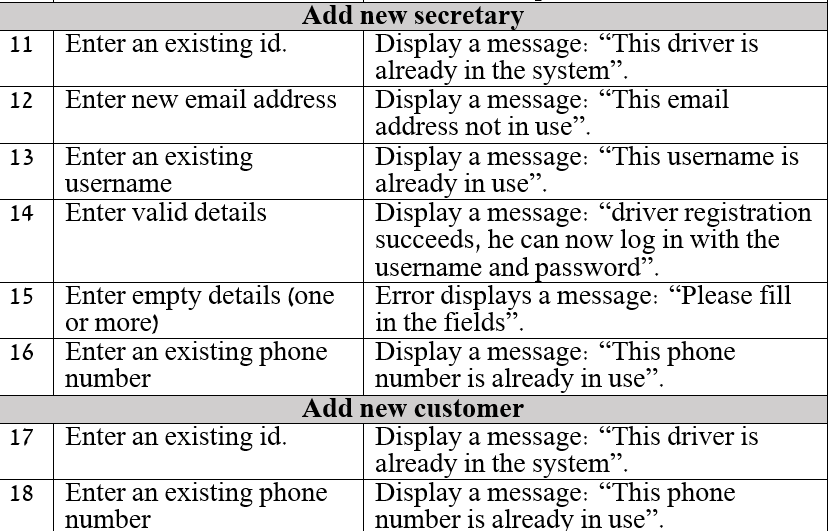 Add new secretary
11 Enter an existing id. Display a message: “This driver is
already in the system”.
12 Enter new email address Display a message: “This email
address not in use”.
13 Enter an existing Display a message: “This username is
username already in use”.
14 Enter valid details Display a message: “driver registration
succeeds, he can now log in with the
username and password”.
15 Enter empty details (one Error displays a message: “Please fill
or more) in the fields”.
16 Enter an existing phone Display a message: “This phone
number number is already in use”.
Add new customer
17 Enter an existing id. Display a message: “This driver is
already in the system”.
18 Enter an existing phone Display a message: “This phone
number number is already in use”.